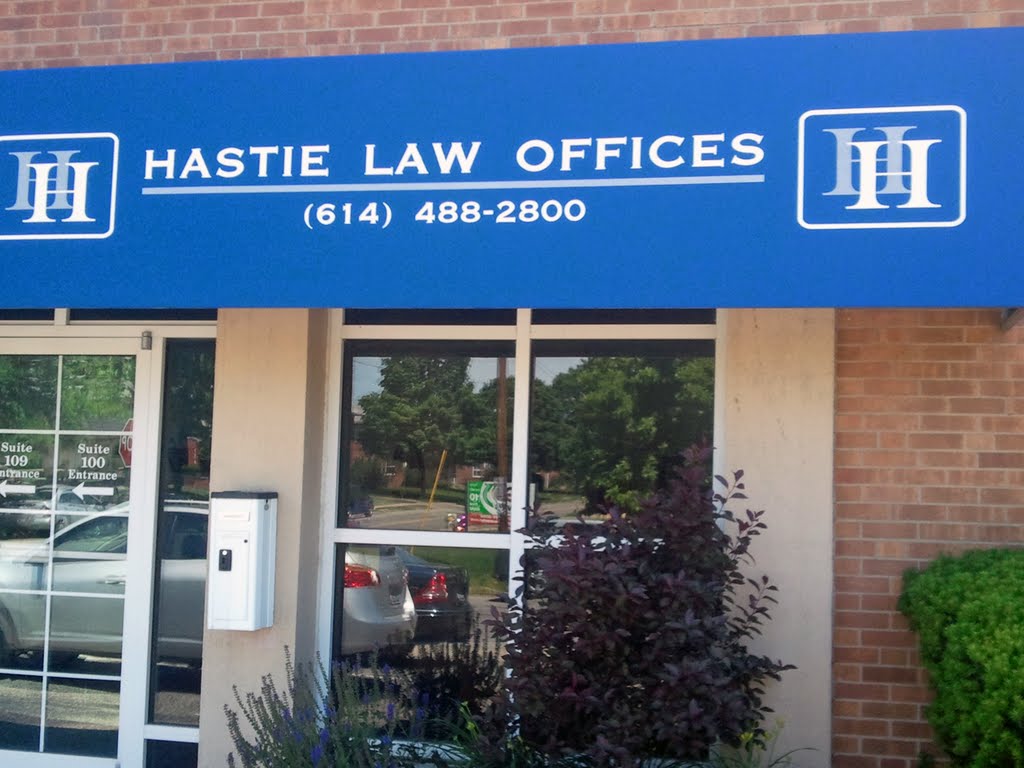 HH
HASTIE LAW OFFICES
(614) 488-2800
HH
Suite
109
Entrance
Suite
100
Entrance